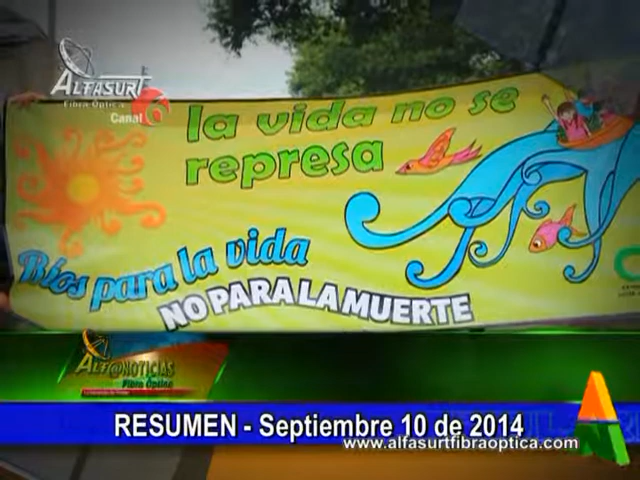 ALFASURT
Fibra Óptica
Canal 6
la vida no se
represa
Ríos para la vida
NO PARA LA MUERTE
ALF@NOTICIAS
Fibra Óptica
RESUMEN - Septiembre 10 de 2014
www.alfasurtfibraoptica.com